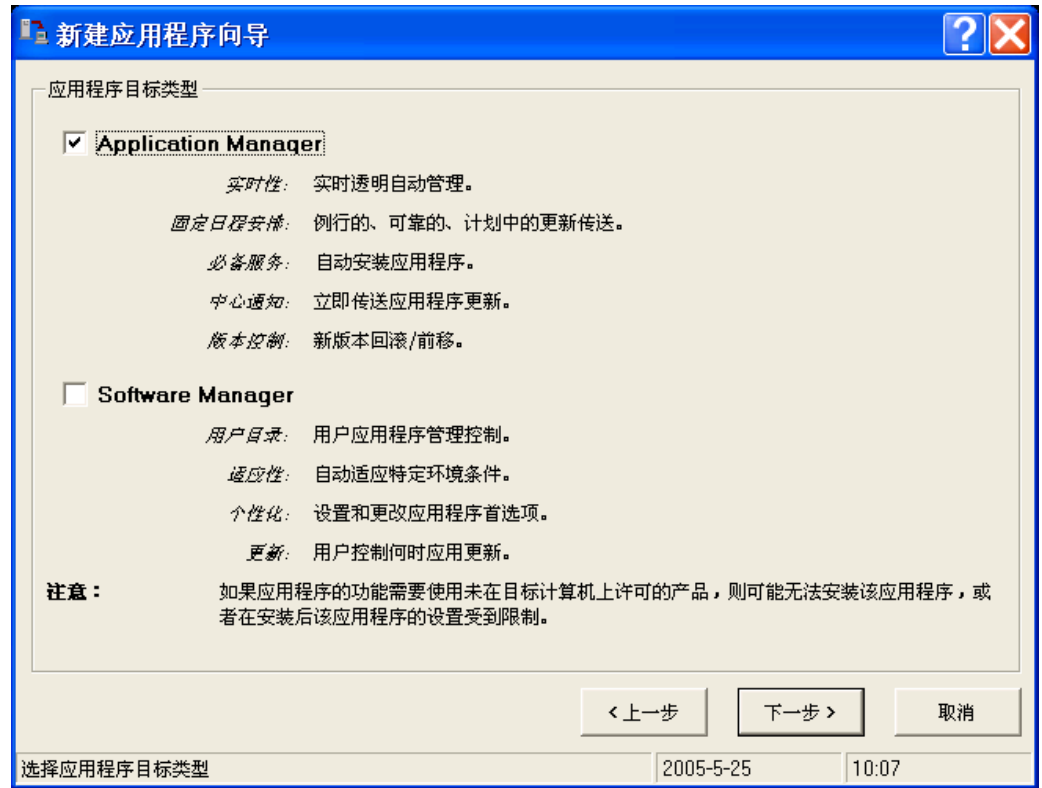 新建应用程序向导
应用程序目标类型
Application Manager
实时性: 实时透明自动管理。
固定日程安排: 例行的、可靠的、计划中的更新传送。
必备服务: 自动安装应用程序。
中心通知: 立即传送应用程序更新。
版本控制: 新版本回滚/前移。
Software Manager
用户目录: 用户应用程序管理控制。
适应性: 自动适应特定环境条件。
个性化: 设置和更改应用程序首选项。
更新: 用户控制何时应用更新。
注意： 如果应用程序的功能需要使用未在目标计算机上许可的产品，则可能无法安装该应用程序，或
者在安装后该应用程序的设置受到限制。
<上一步 下一步> 取消
选择应用程序目标类型 2005-5-25 10:07